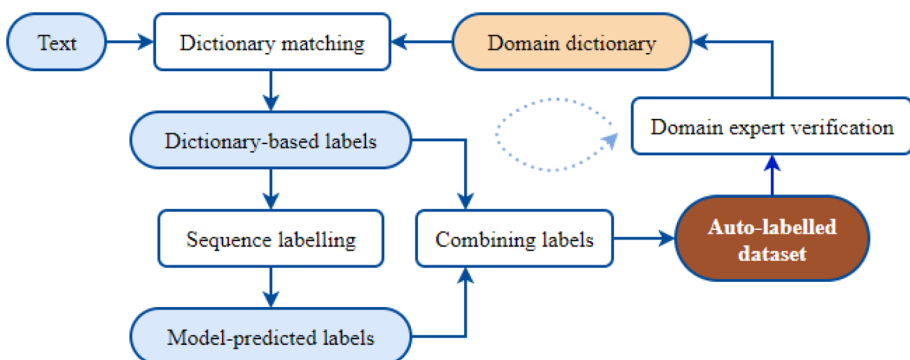 Text
Dictionary matching
Domain dictionary
Dictionary-based labels
Domain expert verification
Sequence labelling
Combining labels
Auto-labelled
dataset
Model-predicted labels